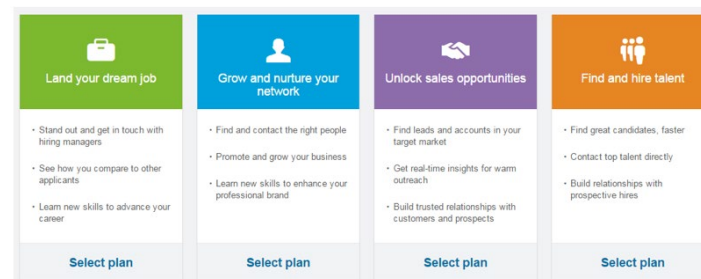 Land your dream job
• Stand out and get in touch with
hiring managers
• See how you compare to other
applicants
• Learn new skills to advance your
career
Select plan
Grow and nurture your
network
• Find and contact the right people
• Promote and grow your business
• Learn new skills to enhance your
professional brand
Select plan
Unlock sales opportunities
• Find leads and accounts in your
target market
• Get real-time insights for warm
outreach
• Build trusted relationships with
customers and prospects
Select plan
Find and hire talent
• Find great candidates, faster
• Contact top talent directly
• Build relationships with
prospective hires
Select plan